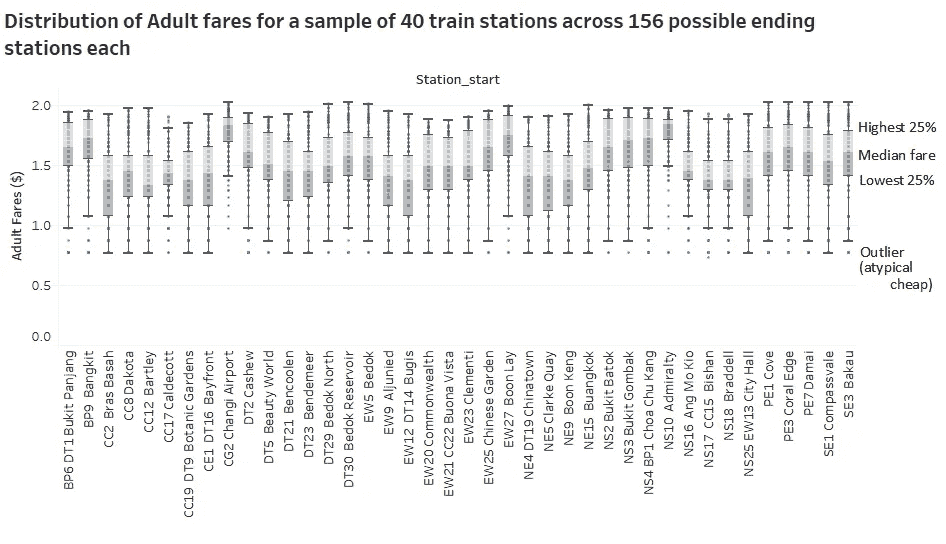 Distribution of Adult fares for a sample of 40 train stations across 156 possible ending
stations each
Station_start
Adult Fares ($)
2.0
1.5
1.0
0.5
0.0
Highest 25%
Median fare
Lowest 25%
Outlier
(atypical
cheap)
BP6 DT1 Bukit Panjang
BP9 Bangkit
CC2 Bras Basah
CC8 Dakota
CC12 Bartley
CC17 Caldecott
CC19 DT9 Botanic Gardens
CE1 DT16 Bayfront
CG2 Changi Airport
DT2 Cashew
DT5 Beauty World
DT21 Bencoolen
DT23 Bendemeer
DT29 Bedok North
DT30 Bedok Reservoir
EW5 Bedok
EW9 Aljunied
EW12 DT14 Bugis
EW20 Commonwealth
EW21 CC22 Buona Vista
EW23 Clementi
EW25 Chinese Garden
EW27 Boon Lay
NE4 DT19 Chinatown
NE5 Clarke Quay
NE9 Boon Keng
NE15 Buangkok
NS2 Bukit Batok
NS3 Bukit Gombak
NS4 BP1 Choa Chu Kang
NS10 Admiralty
NS16 Ang Mo Kio
NS17 CC15 Bishan
NS18 Braddell
NS25 EW13 City Hall
PE1 Cove
PE3 Coral Edge
PE7 Damai
SE1 Compassvale
SE3 Bakau